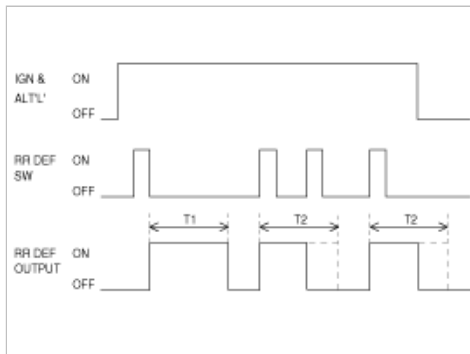 IGN & ON
ALT'L'
OFF
RR DEF ON
SW
OFF
T1 T2 T2
RR DEF ON
OUTPUT
OFF